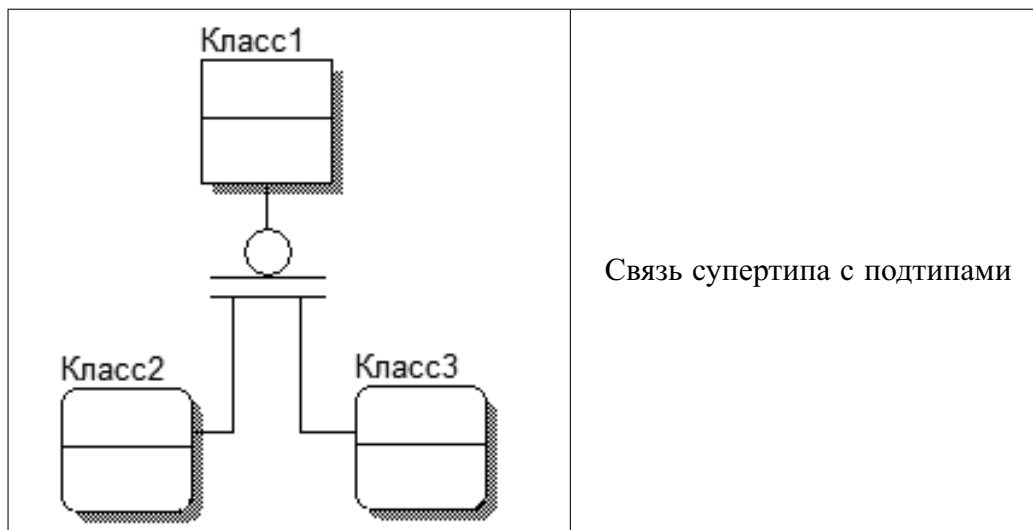 Класс1
Связь супертипа с подтипами
Класс2
Класс3